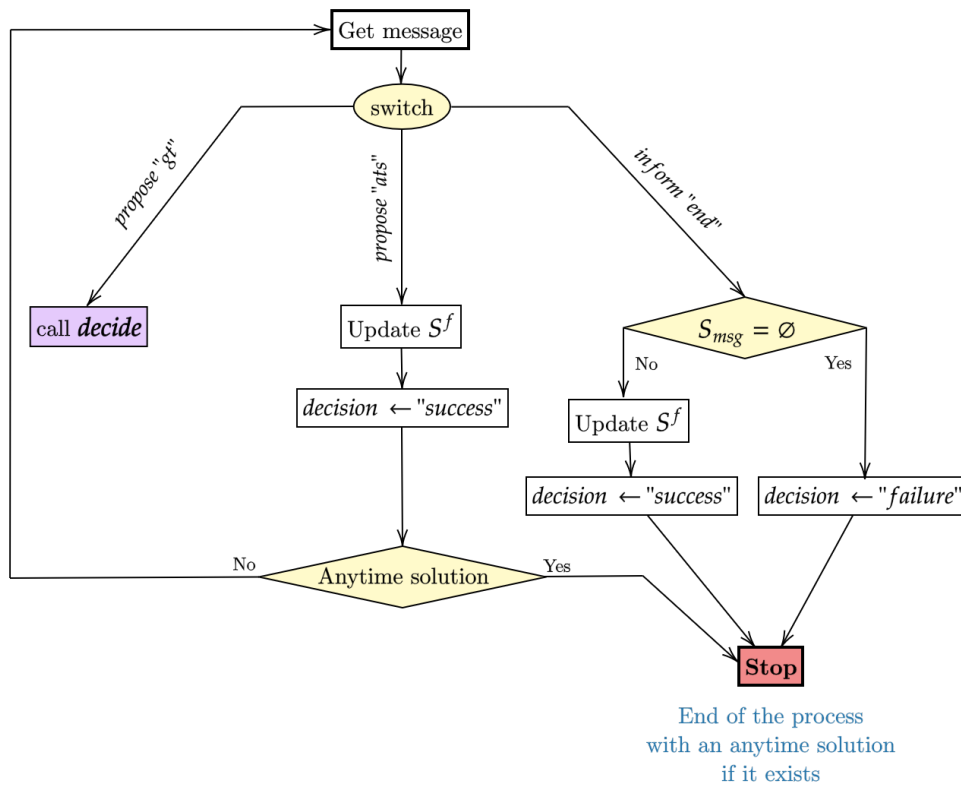 Get message
switch
propose "gt"
propose "ats"
inform "end"
call decide
Update S^f
S_msg = ∅
No
Yes
decision ← "success"
Update S^f
decision ← "success"
decision ← "failure"
No
Anytime solution
Yes
Stop
End of the process
with an anytime solution
if it exists